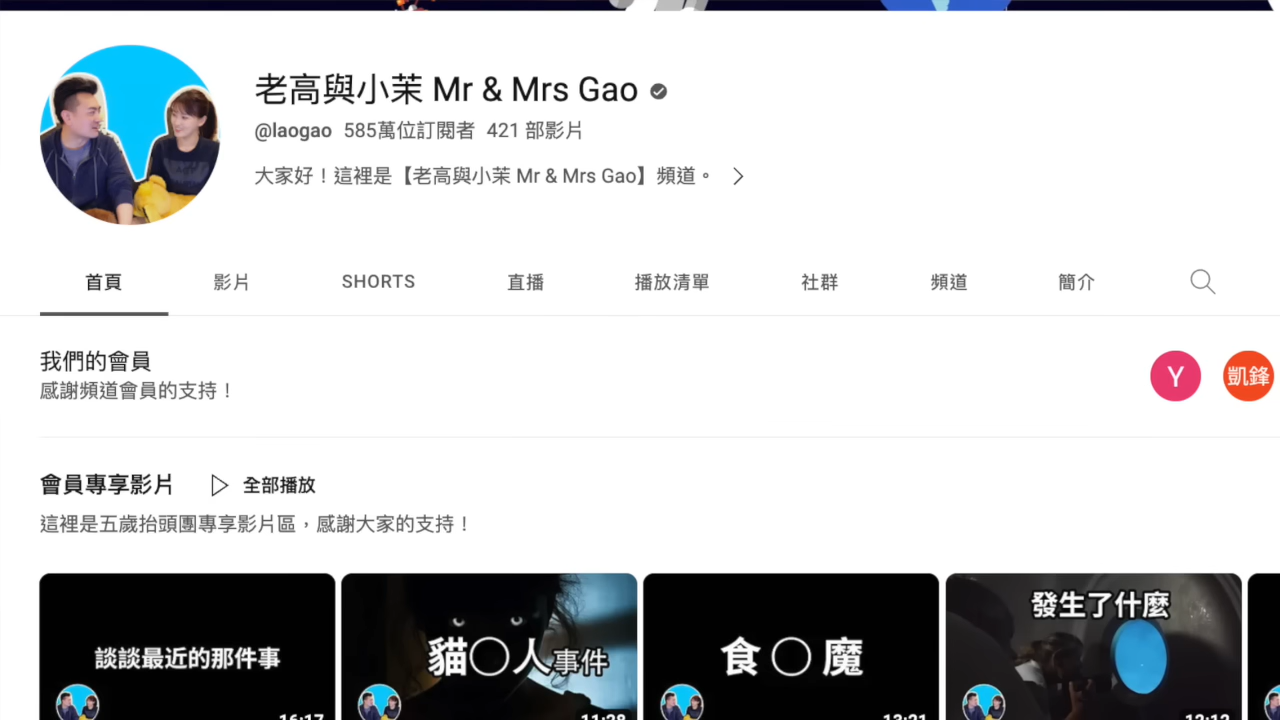 老高與小茉 Mr & Mrs Gao
@laogao 585萬位訂閱者 421 部影片
大家好！這裡是【老高與小茉 Mr & Mrs Gao】頻道。
首頁 影片 SHORTS 直播 播放清單 社群 頻道 簡介
我們的會員
感謝頻道會員的支持！
Y 凱鋒
會員專享影片 全部播放
這裡是五歲抬頭團專享影片區，感謝大家的支持！
談談最近的那件事
16:17
貓〇人事件
11:28
食〇魔
13:21
發生了什麼
12:12